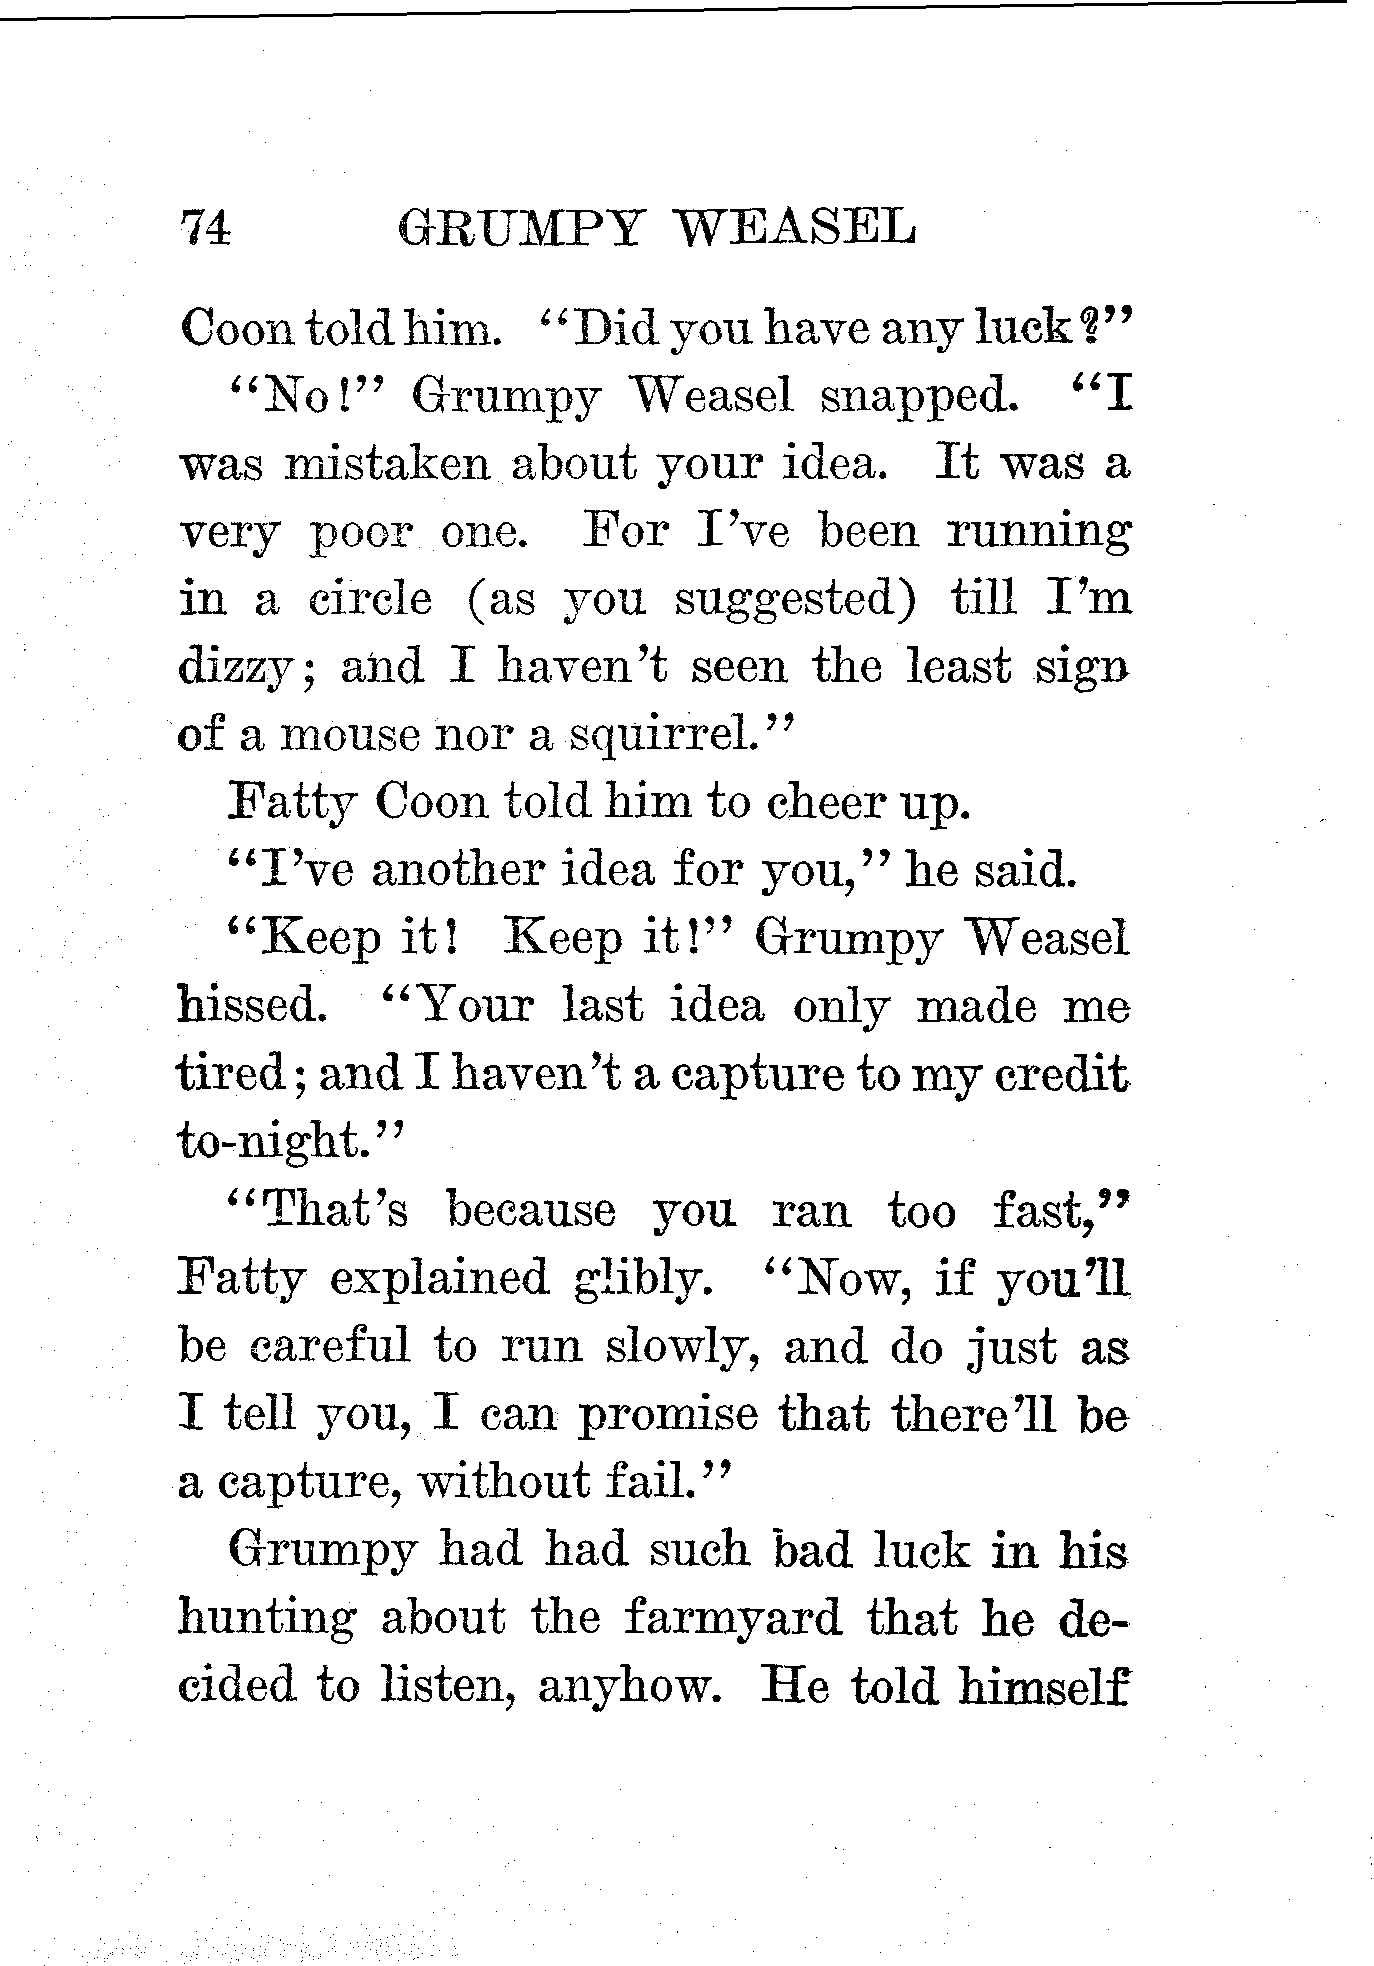 74 GRUMPY WEASEL
Coon told him. "Did you have any luck?"
"No!" Grumpy Weasel snapped. "I
was mistaken about your idea. It was a
very poor one. For I've been running
in a circle (as you suggested) till I'm
dizzy; and I haven't seen the least sign
of a mouse nor a squirrel."
Fatty Coon told him to cheer up.
"I've another idea for you," he said.
"Keep it! Keep it!" Grumpy Weasel
hissed. "Your last idea only made me
tired; and I haven't a capture to my credit
to-night."
"That's because you ran too fast,"
Fatty explained glibly. "Now, if you'll
be careful to run slowly, and do just as
I tell you, I can promise that there'll be
a capture, without fail."
Grumpy had had such bad luck in his
hunting about the farmyard that he de-
cided to listen, anyhow. He told himself